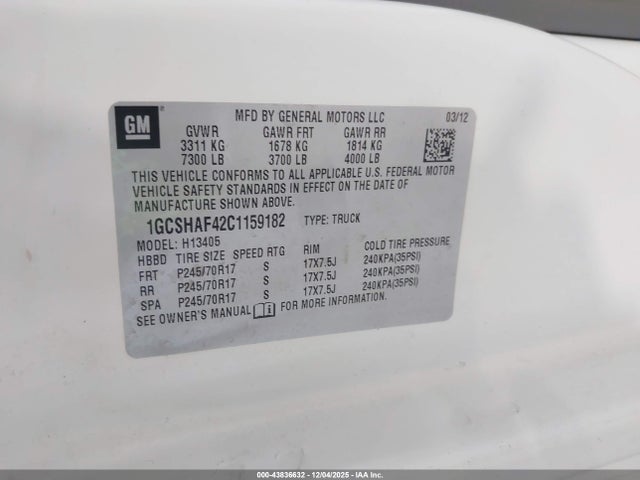 GM
®
MFD BY GENERAL MOTORS LLC 03/12
GVWR GAWR FRT GAWR RR
3311 KG 1678 KG 1814 KG
7300 LB 3700 LB 4000 LB
THIS VEHICLE CONFORMS TO ALL APPLICABLE U.S. FEDERAL MOTOR
VEHICLE SAFETY STANDARDS IN EFFECT ON THE DATE OF
MANUFACTURE SHOWN ABOVE.
1GCSHAF42C1159182 TYPE: TRUCK
MODEL: H13405
HBBD TIRE SIZE SPEED RTG RIM COLD TIRE PRESSURE
FRT P245/70R17 S 17X7.5J 240KPA(35PSI)
RR P245/70R17 S 17X7.5J 240KPA(35PSI)
SPA P245/70R17 S 17X7.5J 240KPA(35PSI)
SEE OWNER'S MANUAL i FOR MORE INFORMATION.
000-43836632 - 12/04/2025 - IAA Inc.